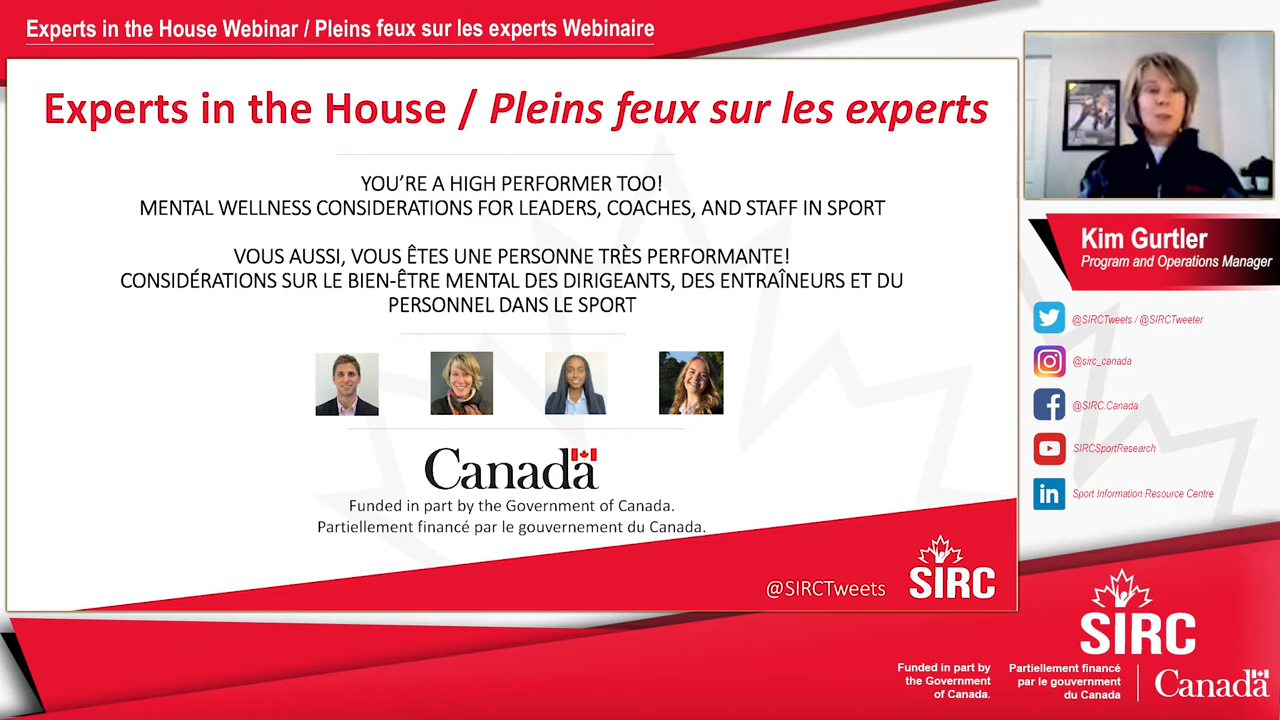 Experts in the House Webinar / Pleins feux sur les experts Webinaire
Experts in the House / Pleins feux sur les experts
YOU'RE A HIGH PERFORMER TOO!
MENTAL WELLNESS CONSIDERATIONS FOR LEADERS, COACHES, AND STAFF IN SPORT
VOUS AUSSI, VOUS ÊTES UNE PERSONNE TRÈS PERFORMANTE!
CONSIDÉRATIONS SUR LE BIEN-ÊTRE MENTAL DES DIRIGEANTS, DES ENTRAÎNEURS ET DU
PERSONNEL DANS LE SPORT
Canada
Funded in part by the Government of Canada.
Partiellement financé par le gouvernement du Canada.
@SIRCTweets
SIRC
Kim Gurtler
Program and Operations Manager
@SIRCTweets / @SIRCTweeter
@sirc_canada
@SIRC.Canada
SIRCSportResearch
in
Sport Information Resource Centre
SIRC
Funded in part by
the Government
of Canada.
Partiellement financé
par le gouvernment
du Canada
Canada